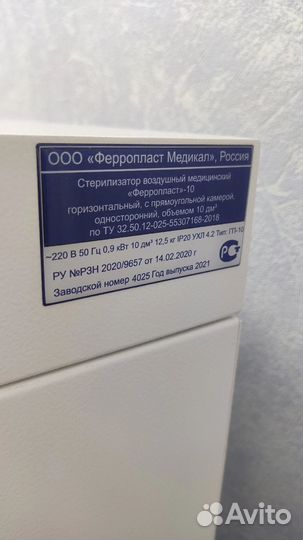 ООО «Ферропласт Медикал», Россия
Стерилизатор воздушный медицинский
«Ферропласт»-10
горизонтальный, с прямоугольной камерой,
односторонний, объемом 10 дм³
по ТУ 32.50.12-025-55307168-2018
~220 В 50 Гц 0,9 кВт 10 дм³ 12,5 кг IP20 УХЛ 4.2 Тип: ГП-10
РУ №РЗН 2020/9657 от 14.02.2020 г
Заводской номер 4025 Год выпуска 2021
Avito